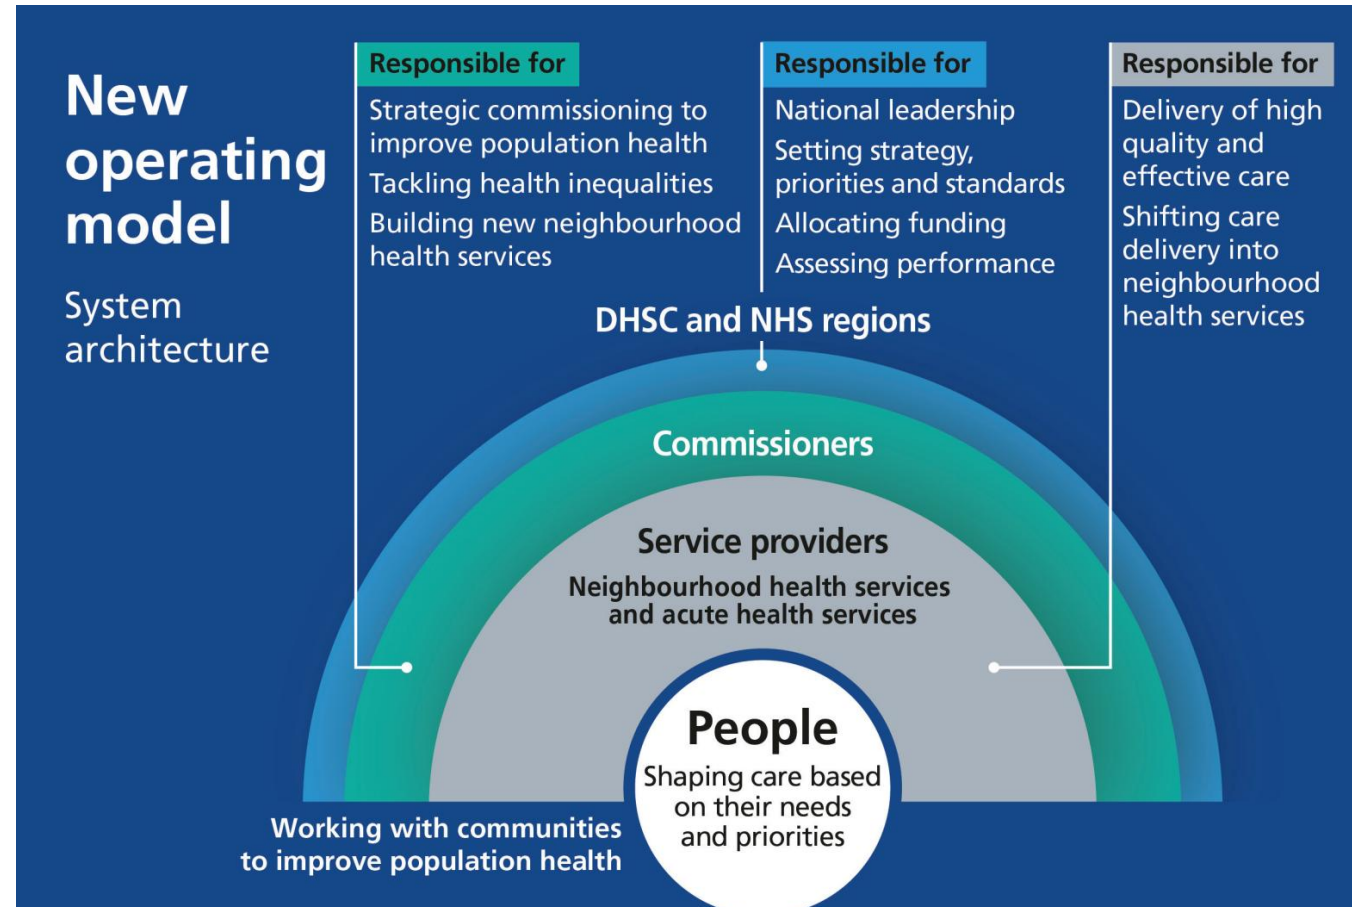 New
operating
model
System
architecture
Responsible for
Strategic commissioning to
improve population health
Tackling health inequalities
Building new neighbourhood
health services
Responsible for
National leadership
Setting strategy,
priorities and standards
Allocating funding
Assessing performance
Responsible for
Delivery of high
quality and
effective care
Shifting care
delivery into
neighbourhood
health services
DHSC and NHS regions
Commissioners
Service providers
Neighbourhood health services
and acute health services
People
Shaping care based
on their needs
and priorities
Working with communities
to improve population health